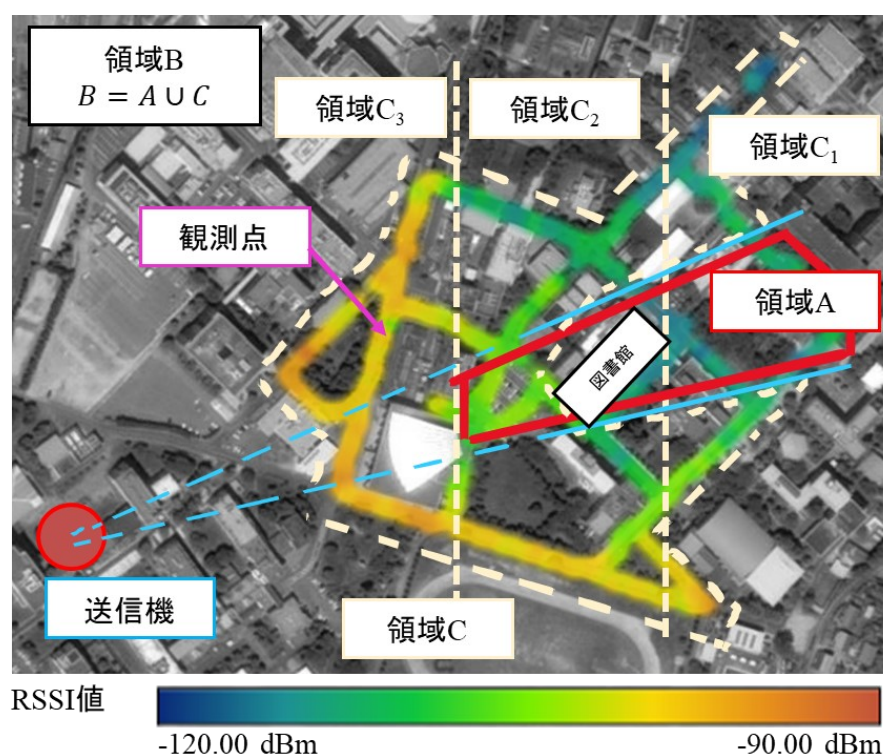 領域B
B = A ∪ C
領域C₃
領域C₂
領域C₁
観測点
領域A
図書館
送信機
領域C
RSSI値
-120.00 dBm
-90.00 dBm